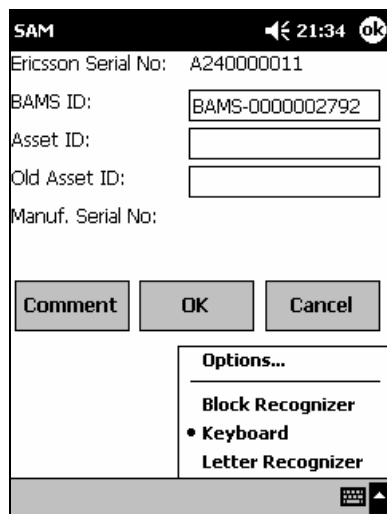 SAM 21:34 ok
Ericsson Serial No: A240000011
BAMS ID: BAMS-0000002792
Asset ID:
Old Asset ID:
Manuf. Serial No:
Comment OK Cancel
Options...
Block Recognizer
Keyboard
Letter Recognizer